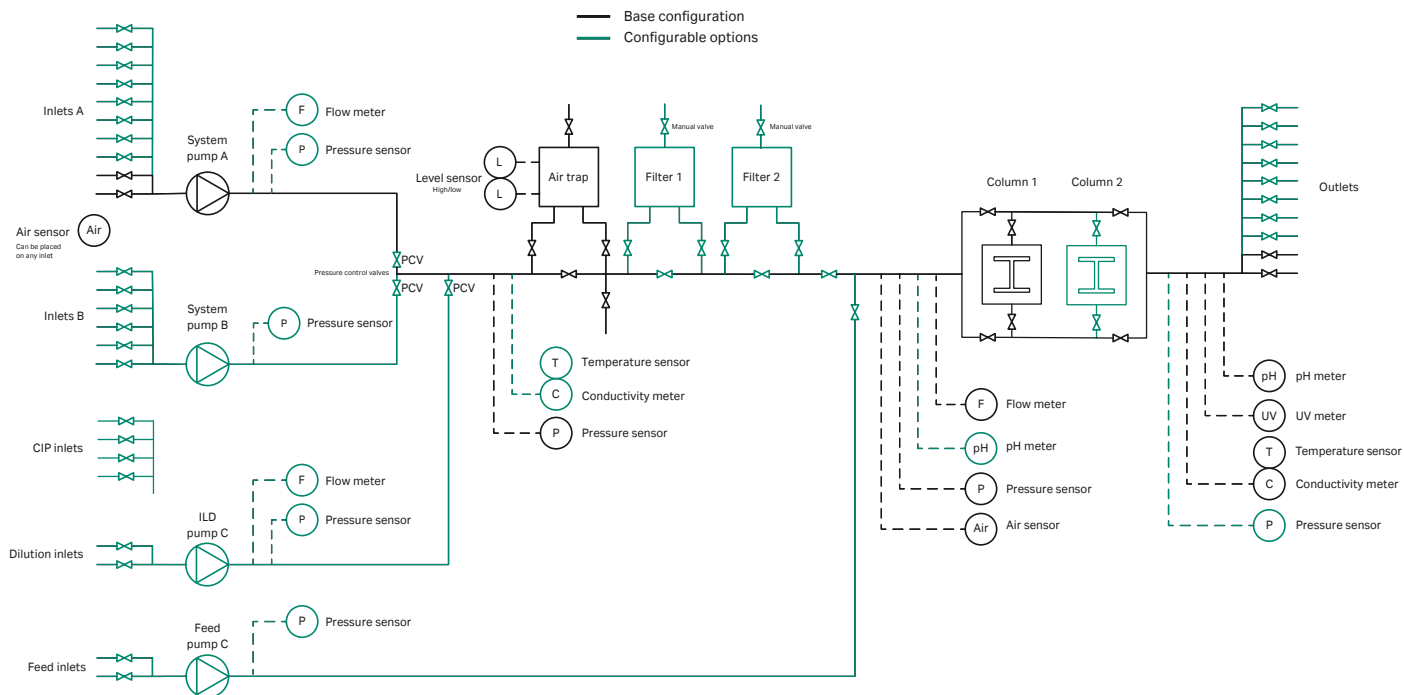 Base configuration
Configurable options
Inlets A
System
pump A
F
Flow meter
P
Pressure sensor
Air sensor
Can be placed
on any inlet
Air
Level sensor
High/low
L
L
Air trap
Manual valve
Filter 1
Manual valve
Filter 2
Column 1
Column 2
Outlets
PCV
Pressure control valves
PCV
PCV
Inlets B
System
pump B
P
Pressure sensor
T
Temperature sensor
C
Conductivity meter
P
Pressure sensor
F
Flow meter
pH
pH meter
P
Pressure sensor
Air
Air sensor
pH
pH meter
UV
UV meter
T
Temperature sensor
C
Conductivity meter
P
Pressure sensor
CIP inlets
F
Flow meter
P
Pressure sensor
Dilution inlets
ILD
pump C
Feed inlets
Feed
pump C
P
Pressure sensor